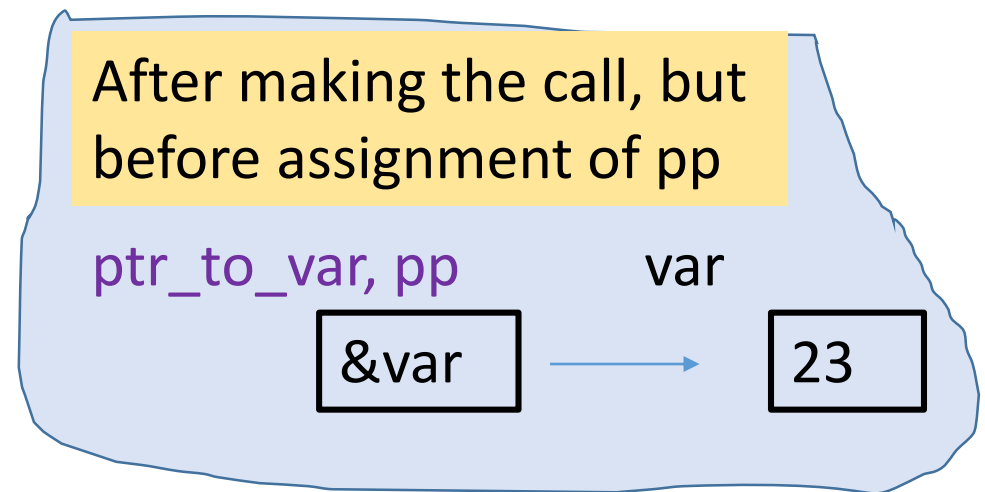 After making the call, but
before assignment of pp
ptr_to_var, pp var
&var 23